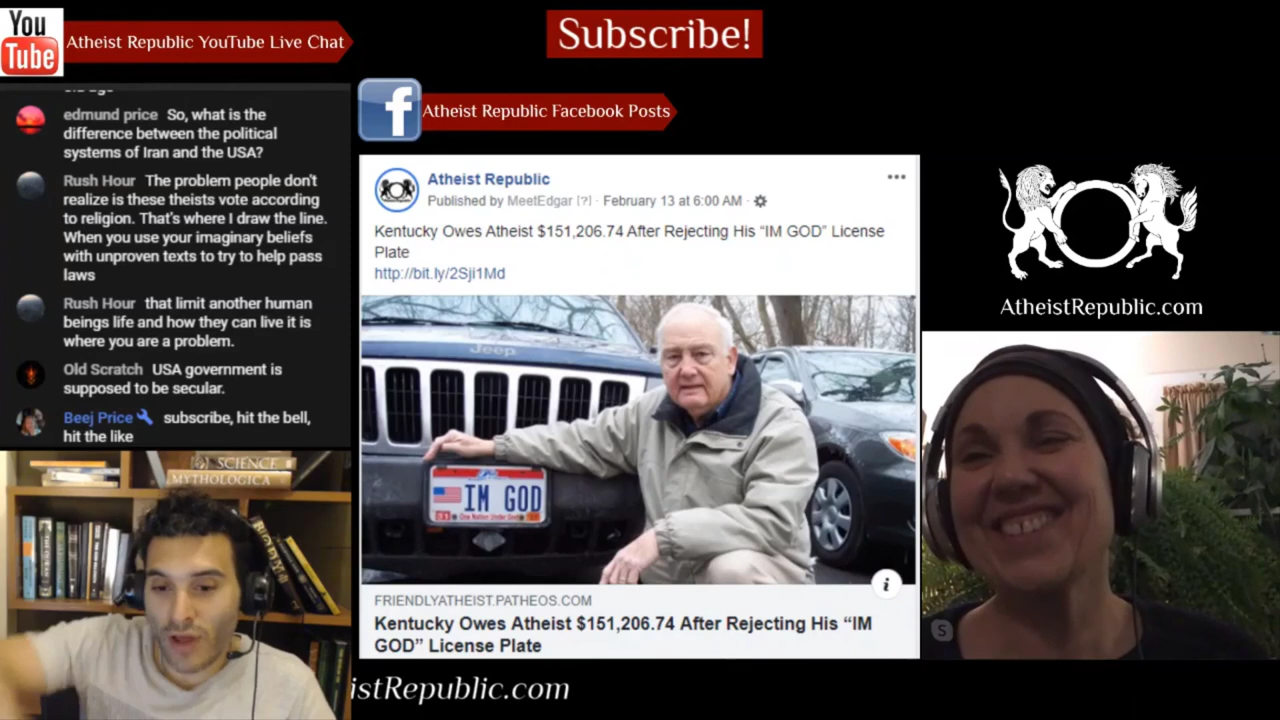 You
Tube
Atheist Republic YouTube Live Chat
Subscribe!
edmund price So, what is the
difference between the political
systems of Iran and the USA?
Rush Hour The problem people don't
realize is these theists vote according
to religion. That's where I draw the line.
When you use your imaginary beliefs
with unproven texts to try to help pass
laws
Rush Hour that limit another human
beings life and how they can live it is
where you are a problem.
Old Scratch USA government is
supposed to be secular.
Beej Price subscribe, hit the bell,
hit the like
f
Atheist Republic Facebook Posts
Atheist Republic
Published by MeetEdgar [?] · February 13 at 6:00 AM ·
Kentucky Owes Atheist $151,206.74 After Rejecting His “IM GOD” License
Plate
http://bit.ly/2Sji1Md
Jeep
IM GOD
One Nation Under God
i
FRIENDLYATHEIST.PATHEOS.COM
Kentucky Owes Atheist $151,206.74 After Rejecting His “IM
GOD” License Plate
AtheistRepublic.com
S
SCIENCE
MYTHOLOGICA
istRepublic.com